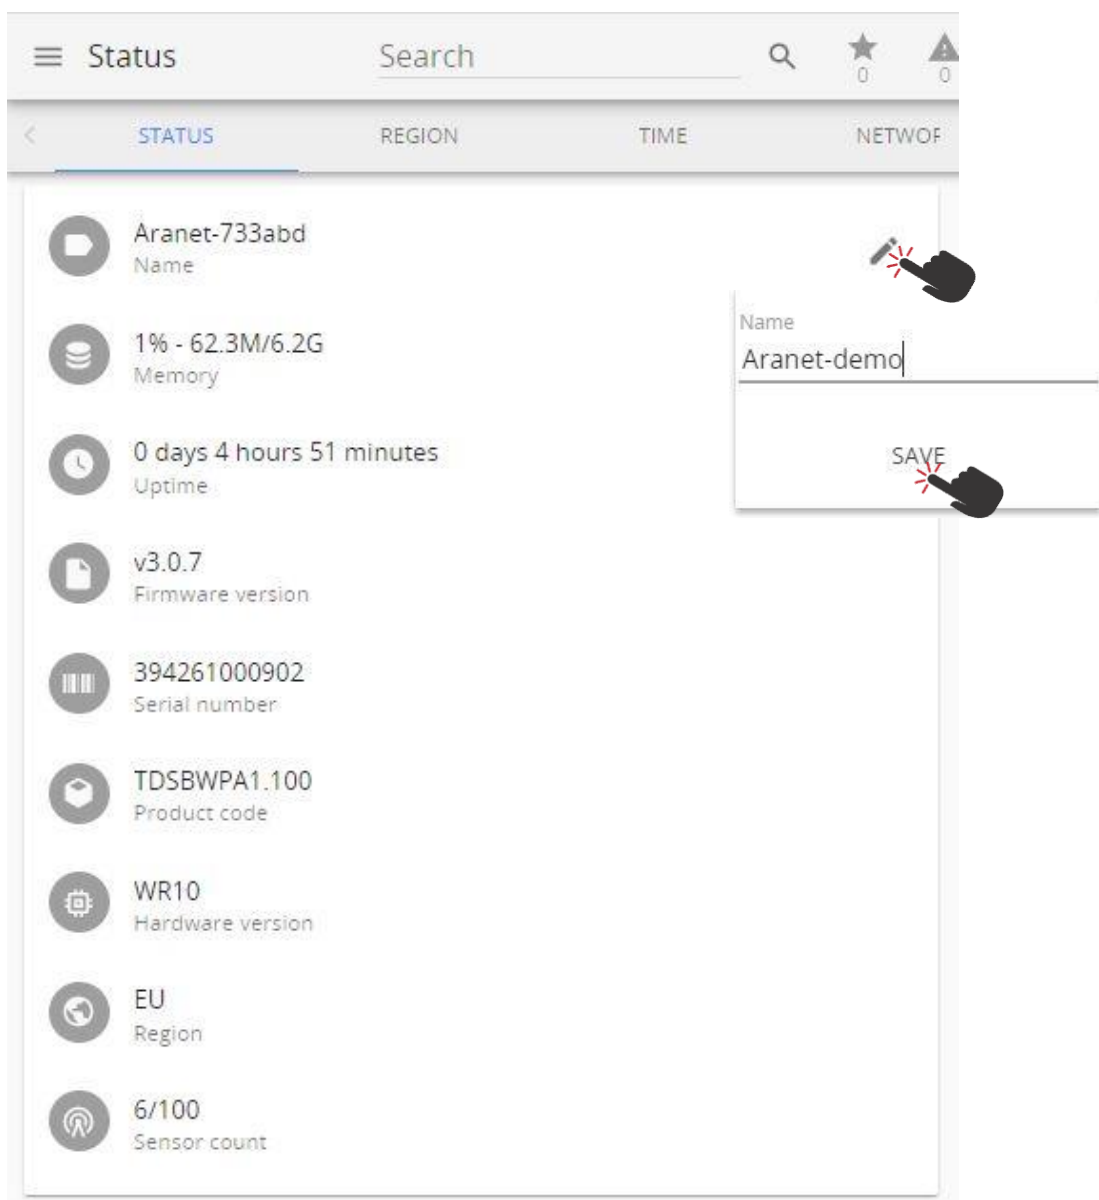 Status Search
0 0
STATUS REGION TIME NETWOR
Aranet-733abd
Name
1% - 62.3M/6.2G
Memory
Name
Aranet-demo
0 days 4 hours 51 minutes
Uptime
SAVE
v3.0.7
Firmware version
394261000902
Serial number
TDSBWPA1.100
Product code
WR10
Hardware version
EU
Region
6/100
Sensor count